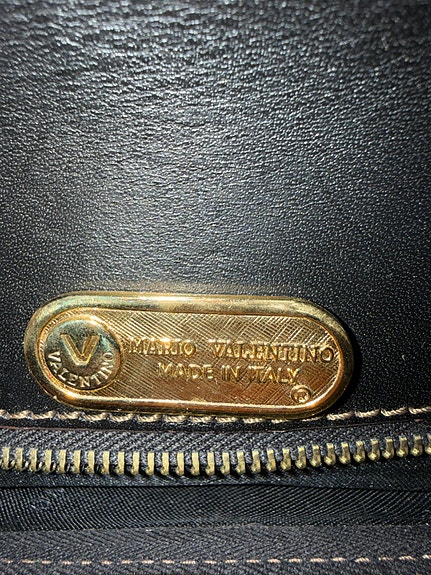 V
VALENTINO
MARIO VALENTINO
MADE IN ITALY
®